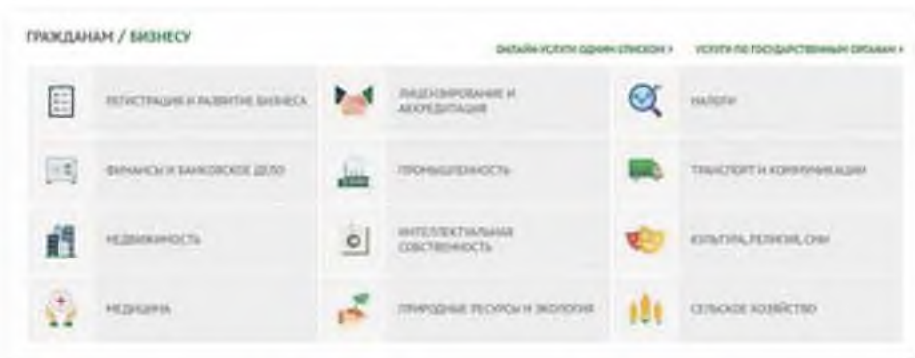 ГРАЖДАНАМ / БИЗНЕСУ
ОНЛАЙН-УСЛУГИ ОДНИМ СПИСКОМ >
УСЛУГИ ПО ГОСУДАРСТВЕННЫМ ОРГАНАМ >
РЕГИСТРАЦИЯ И РАЗВИТИЕ БИЗНЕСА
ЛИЦЕНЗИРОВАНИЕ И
АККРЕДИТАЦИЯ
НАЛОГИ
ФИНАНСЫ И БАНКОВСКОЕ ДЕЛО
ПРОМЫШЛЕННОСТЬ
ТРАНСПОРТ И КОММУНИКАЦИИ
НЕДВИЖИМОСТЬ
ИНТЕЛЛЕКТУАЛЬНАЯ
СОБСТВЕННОСТЬ
КУЛЬТУРА, РЕЛИГИЯ, СМИ
МЕДИЦИНА
ПРИРОДНЫЕ РЕСУРСЫ И ЭКОЛОГИЯ
СЕЛЬСКОЕ ХОЗЯЙСТВО